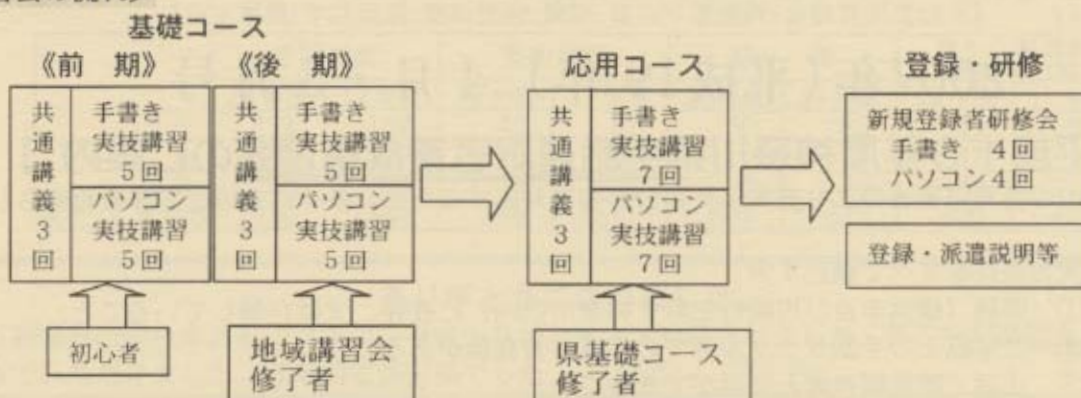 基礎コース
《前　期》　《後　期》
共通講義3回
手書き
実技講習
5回
パソコン
実技講習
5回
共通講義3回
手書き
実技講習
5回
パソコン
実技講習
5回
初心者
地域講習会
修了者
応用コース
共通講義3回
手書き
実技講習
7回
パソコン
実技講習
7回
県基礎コース
修了者
登録・研修
新規登録者研修会
手書き　4回
パソコン4回
登録・派遣説明等